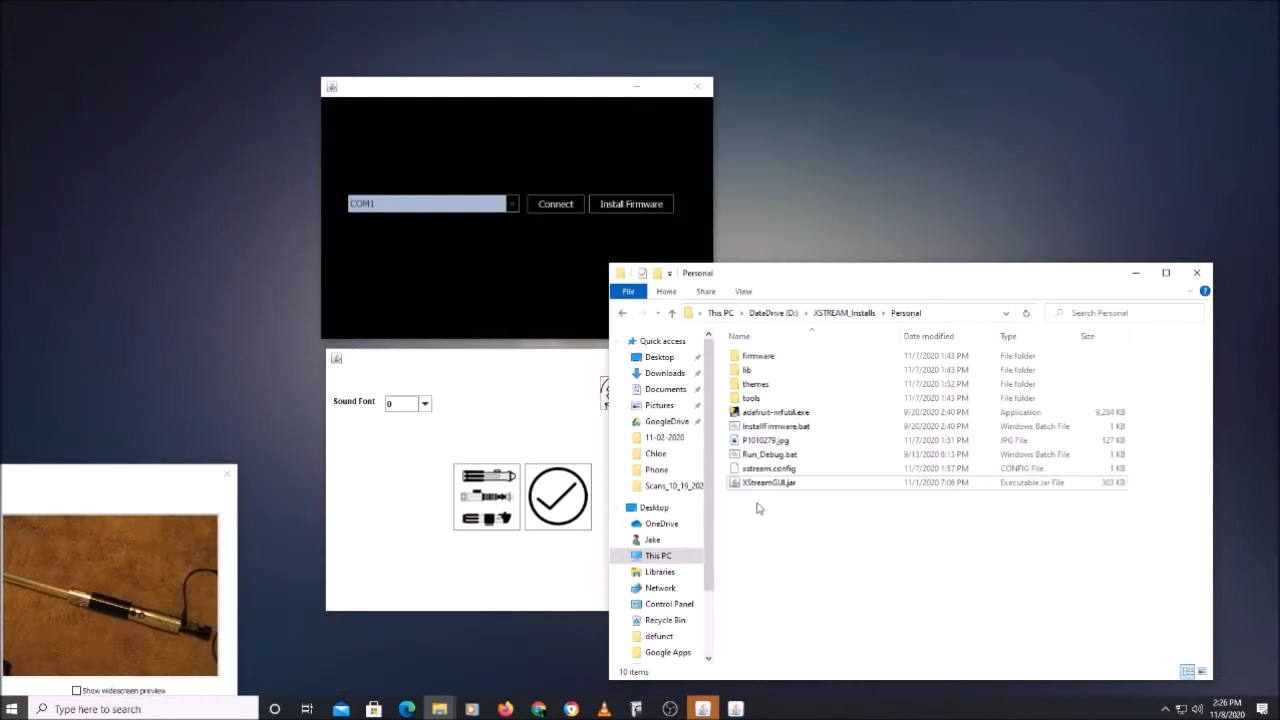 COM1 Connect Install Firmware
Sound Font 0
Show widescreen preview
Personal
File Home Share View
This PC DataDrive (D:) XSTREAM_Installs Personal Search Personal
Quick access
Desktop
Downloads
Documents
Pictures
GoogleDrive
11-02-2020
Chloe
Phone
Scans_10_19_202
Desktop
OneDrive
Jake
This PC
Libraries
Network
Control Panel
Recycle Bin
defunct
Google Apps
Name Date modified Type Size
firmware 11/7/2020 1:43 PM File folder
lib 11/7/2020 1:43 PM File folder
themes 11/7/2020 1:52 PM File folder
tools 11/7/2020 1:43 PM File folder
adafruit-nrfutil.exe 9/20/2020 2:40 PM Application 9,284 KB
InstallFirmware.bat 9/20/2020 2:40 PM Windows Batch File 1 KB
P1010279.jpg 11/7/2020 1:51 PM JPG File 127 KB
Run_Debug.bat 9/13/2020 8:13 PM Windows Batch File 1 KB
xstream.config 11/7/2020 1:57 PM CONFIG File 1 KB
XStreamGUI.jar 11/1/2020 7:06 PM Executable Jar File 303 KB
10 items
Type here to search
2:26 PM
11/8/2020